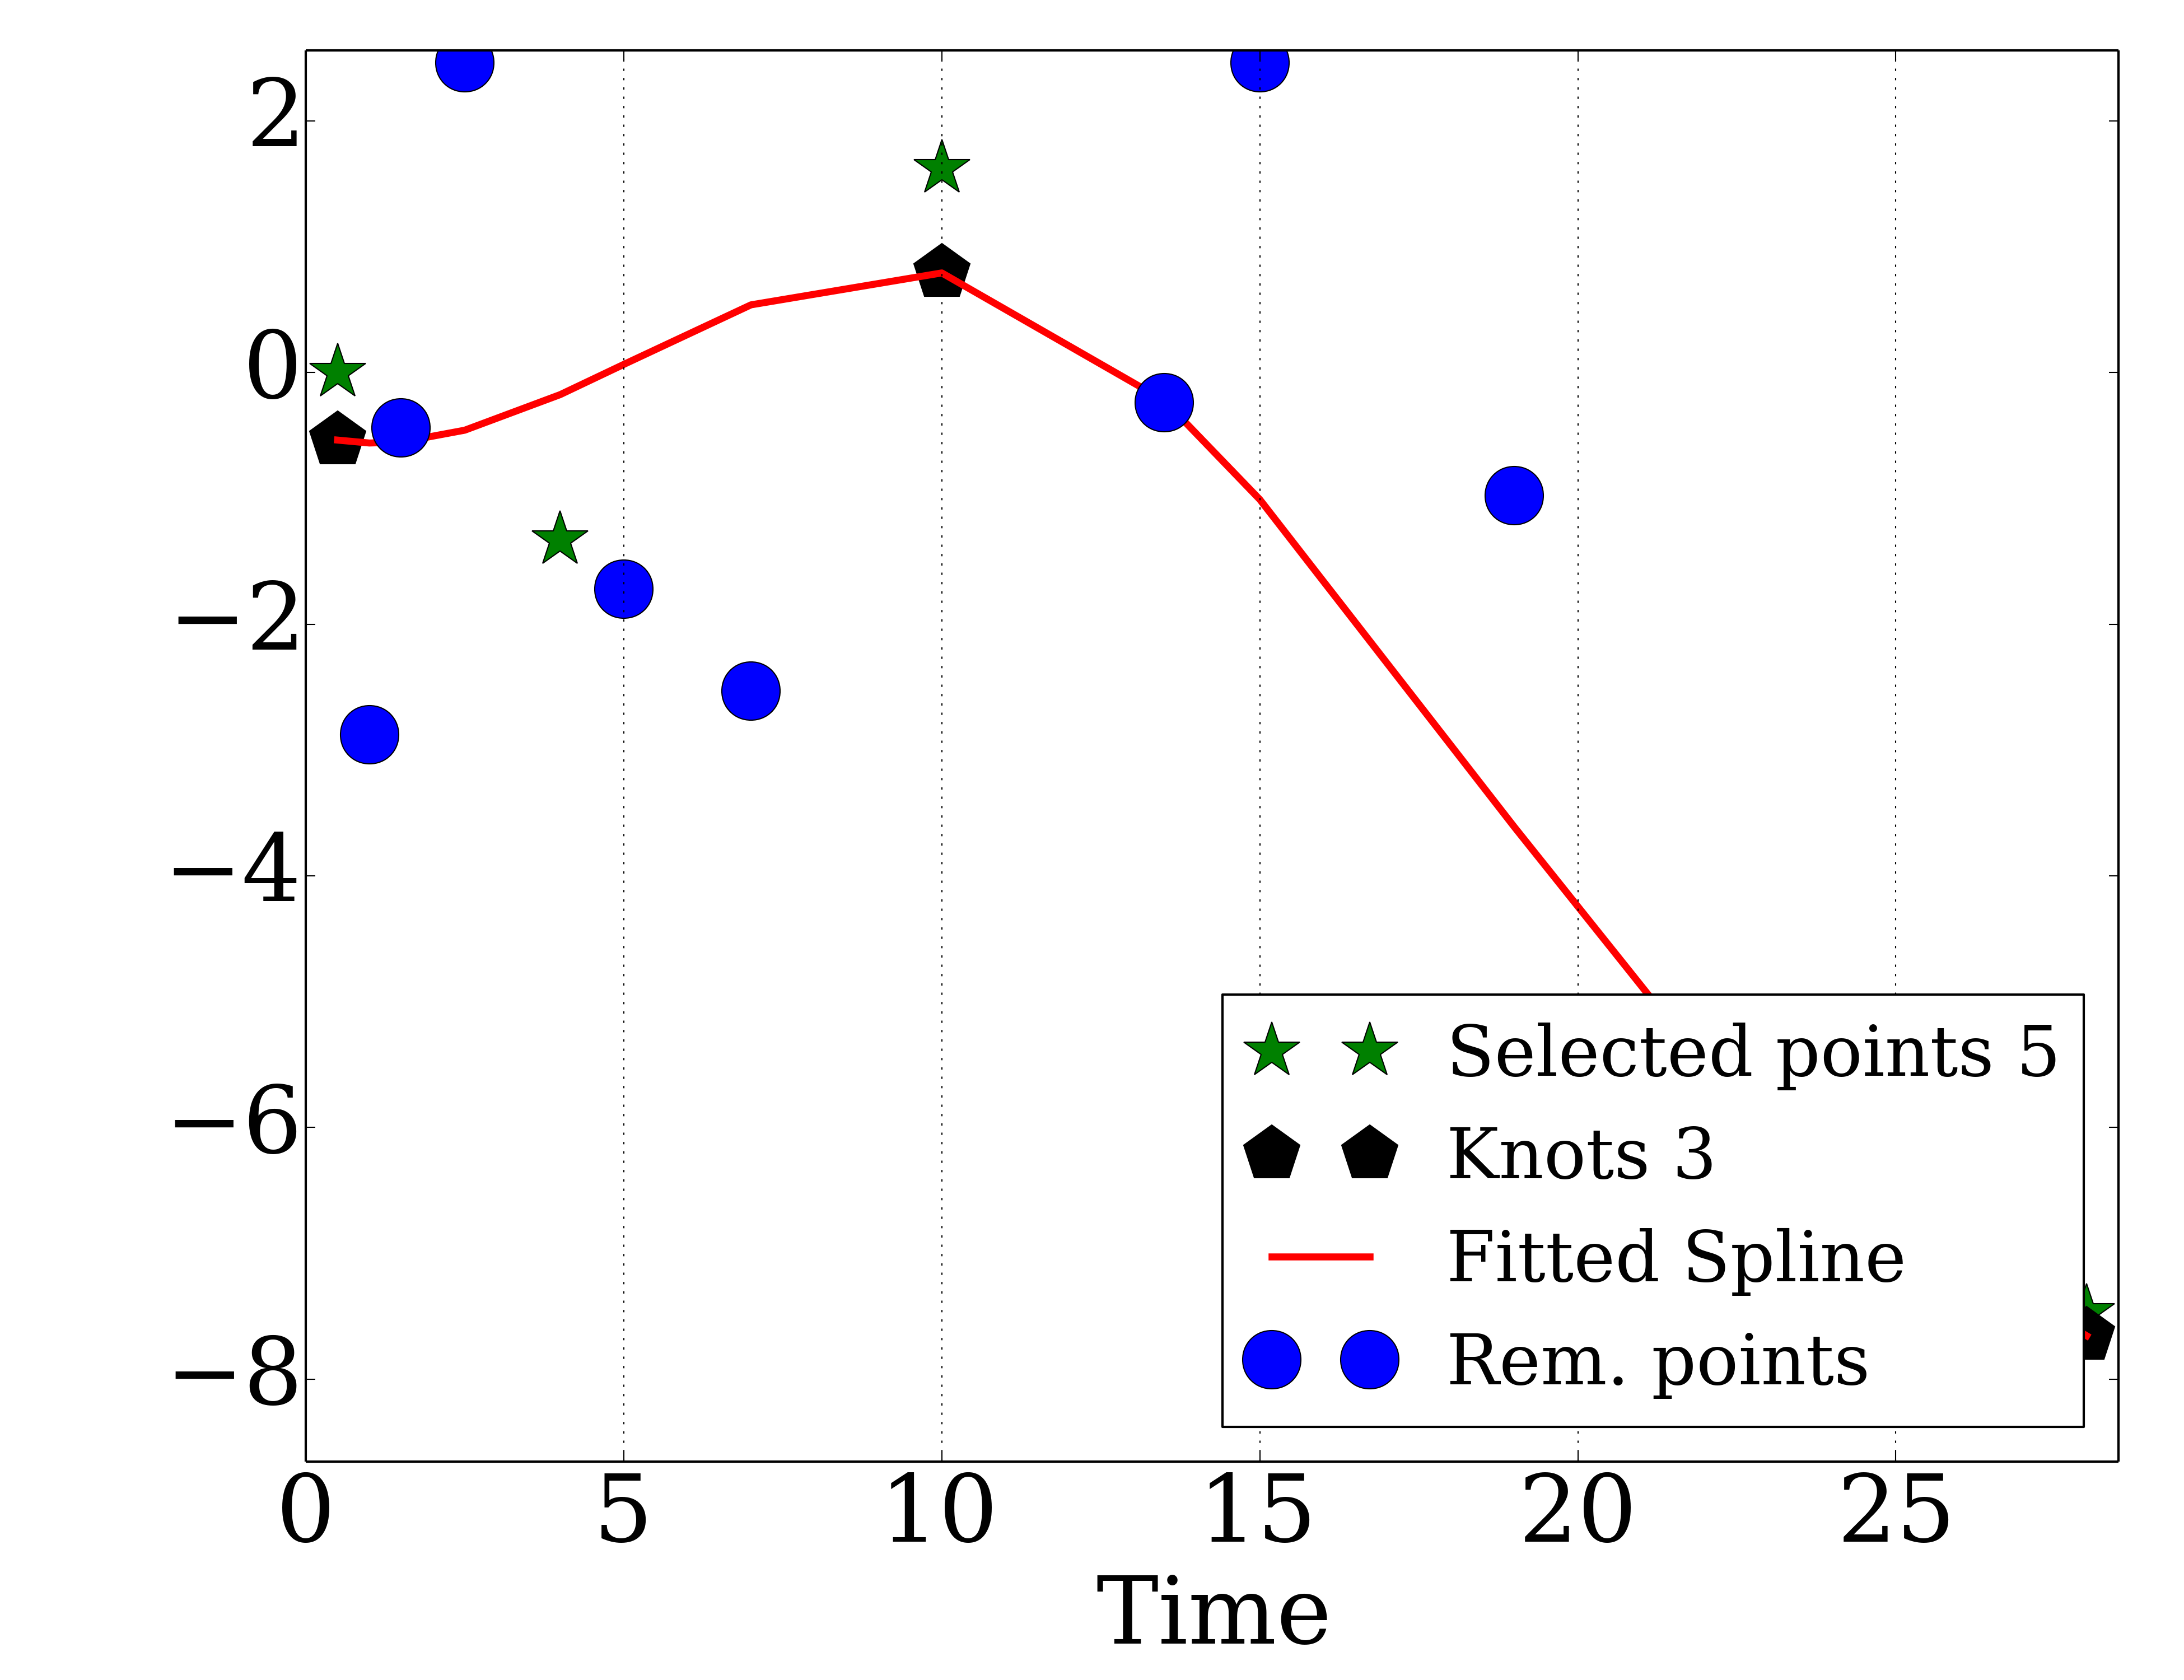 2
0
−2
−4
−6
−8
Selected points 5
Knots 3
Fitted Spline
Rem. points
0 5 10 15 20 25
Time